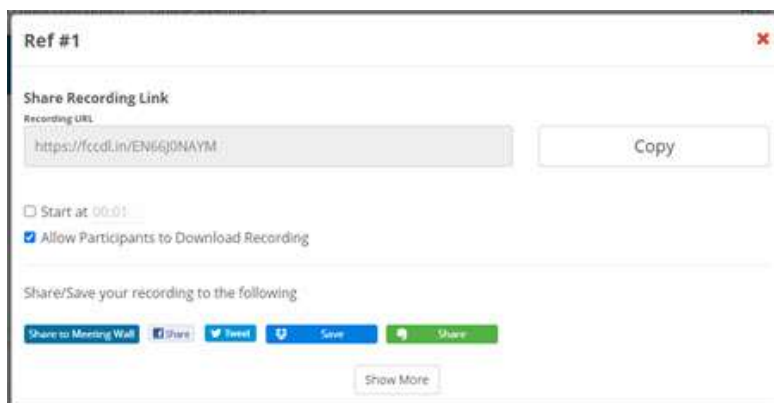 Ref #1
Share Recording Link
Recording URL
https://fccdl.in/EN66J0NAYM
Copy
Start at 00:01
Allow Participants to Download Recording
Share/Save your recording to the following
Share to Meeting Wall Share Tweet Save Share
Show More